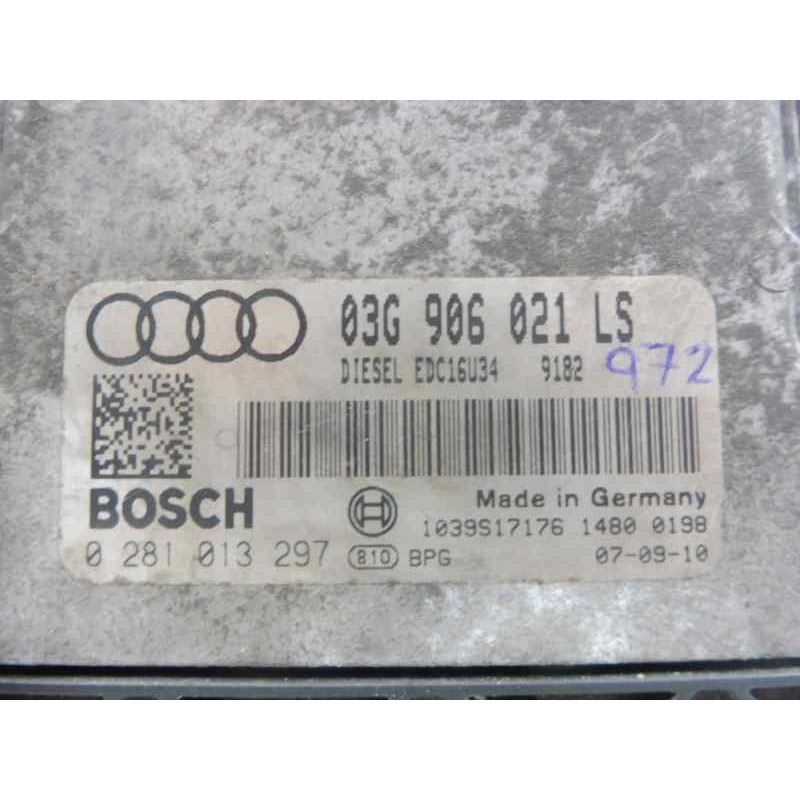 03G 906 021 LS
DIESEL EDC16U34 9182 972
BOSCH
Made in Germany
1039S17176 1480 0198
0 281 013 297 810 BPG 07-09-10